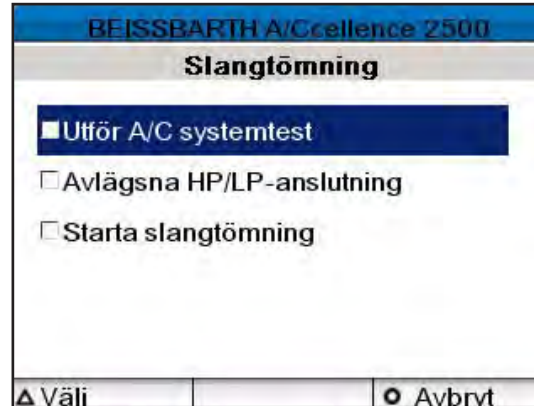 BEISSBARTH A/Ccellence 2500
Slangtömning
Utför A/C systemtest
Avlägsna HP/LP-anslutning
Starta slangtömning
Välj
Avbryt